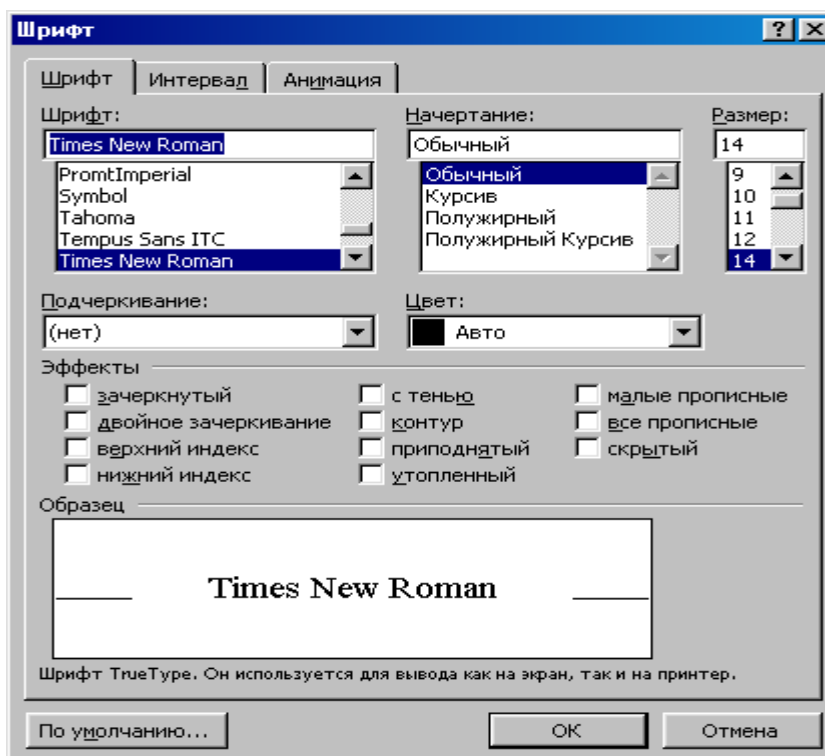 Шрифт
Шрифт Интервал Анимация
Шрифт: Начертание: Размер:
Times New Roman Обычный 14
PromtImperial Обычный 9
Symbol Курсив 10
Tahoma Полужирный 11
Tempus Sans ITC Полужирный Курсив 12
Times New Roman 14
Подчеркивание: Цвет:
(нет) Авто
Эффекты
зачеркнутый с тенью малые прописные
двойное зачеркивание контур все прописные
верхний индекс приподнятый скрытый
нижний индекс утопленный
Образец
Times New Roman
Шрифт TrueType. Он используется для вывода как на экран, так и на принтер.
По умолчанию... ОК Отмена